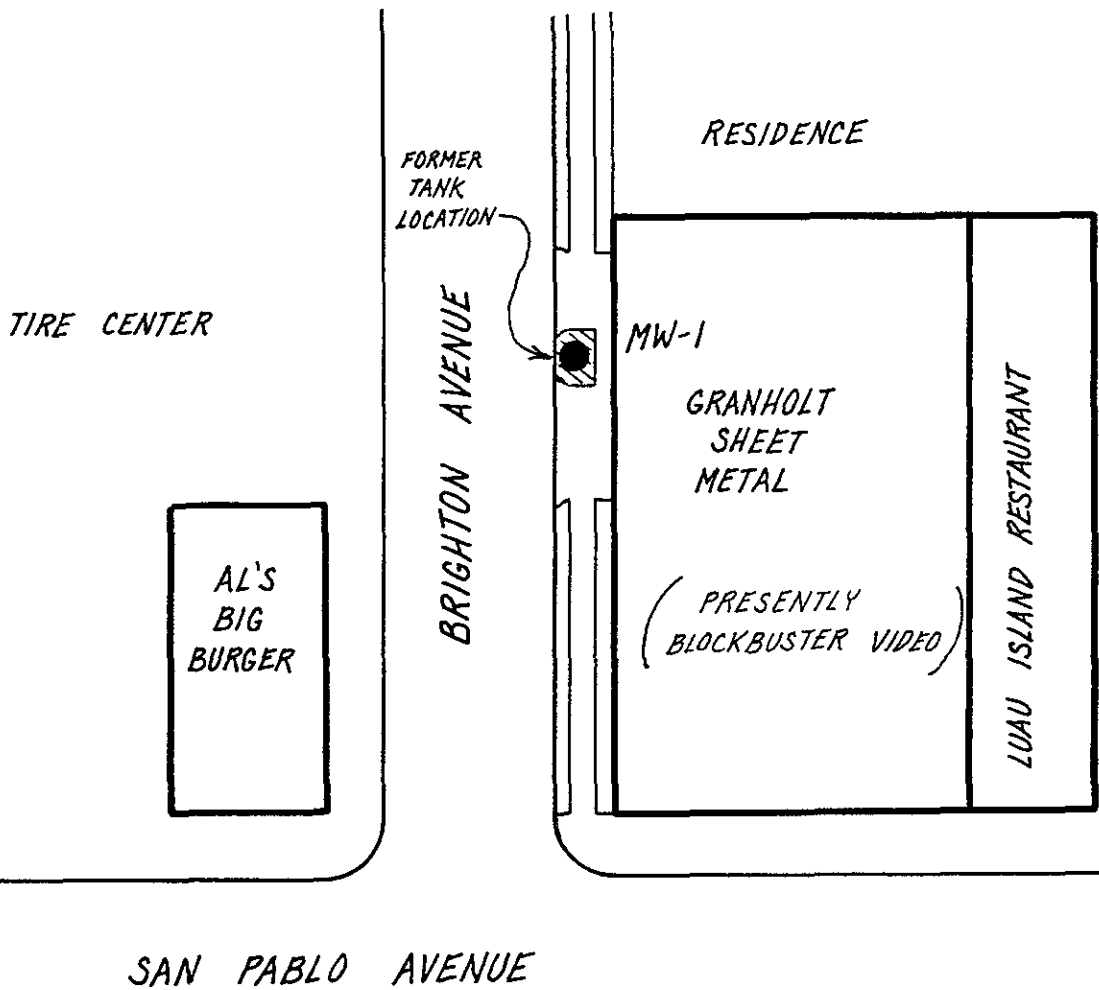 RESIDENCE
FORMER
TANK
LOCATION
TIRE CENTER
BRIGHTON AVENUE
MW-1
GRANHOLT
SHEET
METAL
(PRESENTLY
BLOCKBUSTER VIDEO)
LUAU ISLAND RESTAURANT
AL'S
BIG
BURGER
SAN PABLO AVENUE